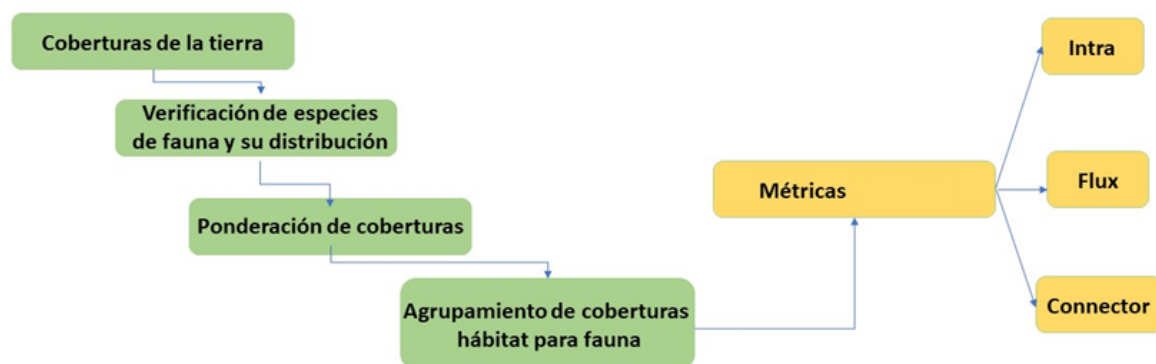 Coberturas de la tierra
Verificación de especies
de fauna y su distribución
Ponderación de coberturas
Agrupamiento de coberturas
hábitat para fauna
Métricas
Intra
Flux
Connector